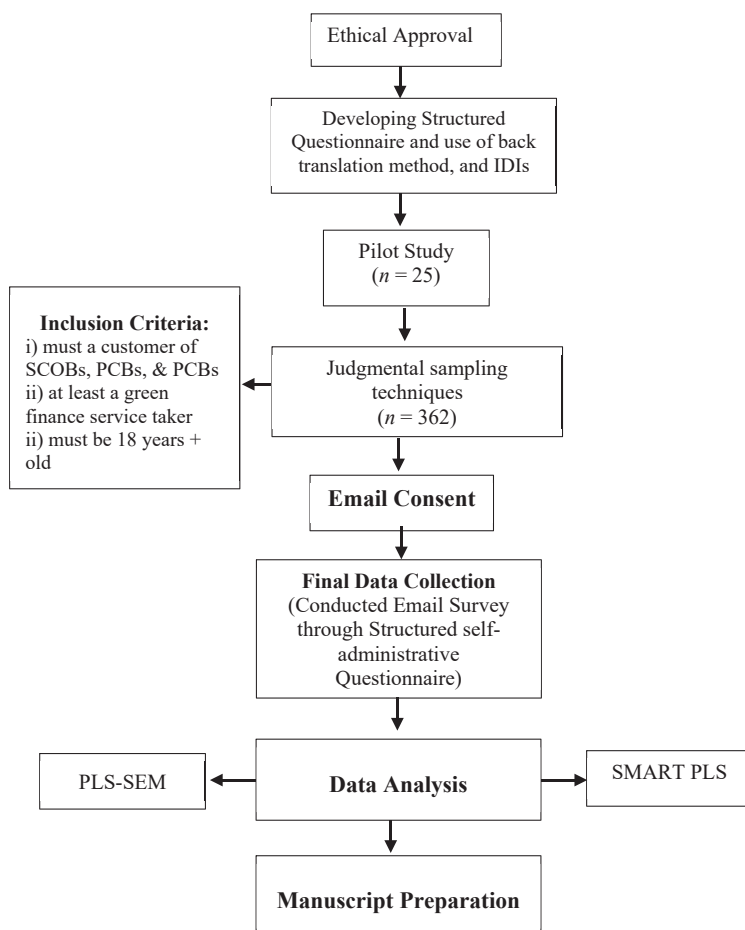 Ethical Approval
Developing Structured
Questionnaire and use of back
translation method, and IDIs
Pilot Study
(n = 25)
Inclusion Criteria:
i) must a customer of
SCOBs, PCBs, & PCBs
ii) at least a green
finance service taker
ii) must be 18 years +
old
Judgmental sampling
techniques
(n = 362)
Email Consent
Final Data Collection
(Conducted Email Survey
through Structured self-
administrative
Questionnaire)
PLS-SEM
Data Analysis
SMART PLS
Manuscript Preparation